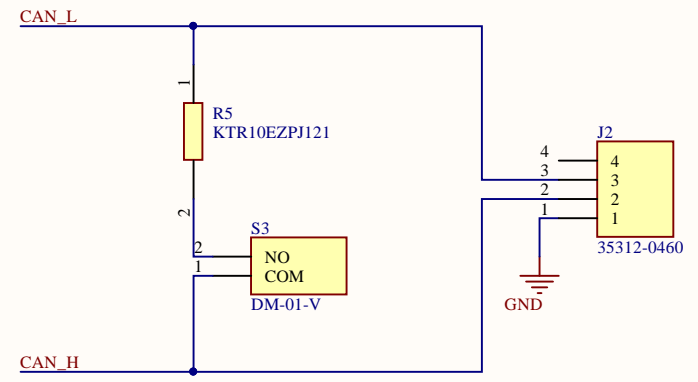 CAN_L
1
R5
KTR10EZPJ121
2
S3
2 NO
1 COM
DM-01-V
J2
4 4
3 3
2 2
1 1
35312-0460
GND
CAN_H